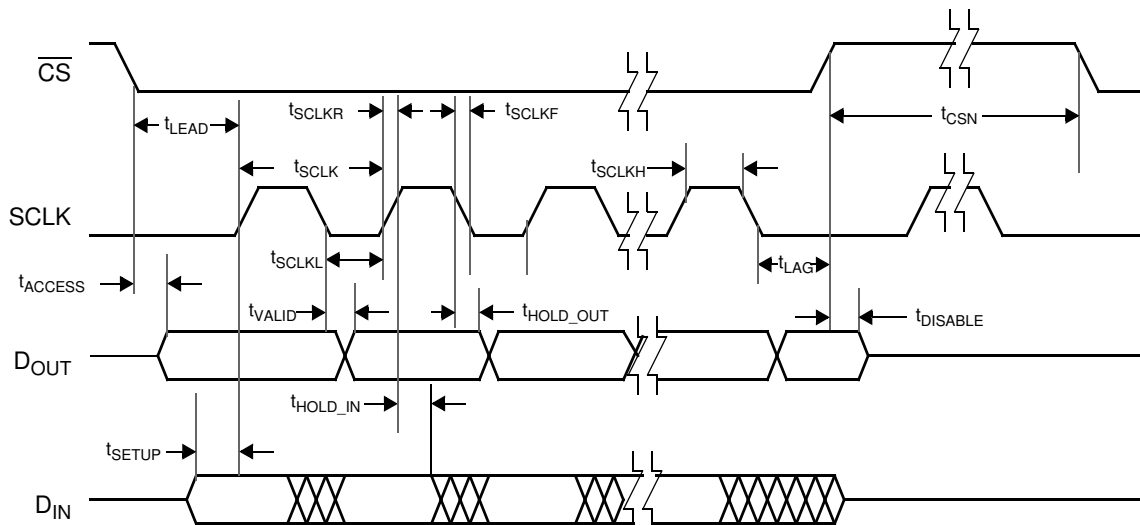 CS
tSCLKR
tSCLKF
tLEAD
tCSN
tSCLK
tSCLKH
SCLK
tSCLKL
tLAG
tACCESS
tVALID
tHOLD_OUT
tDISABLE
DOUT
tHOLD_IN
tSETUP
DIN